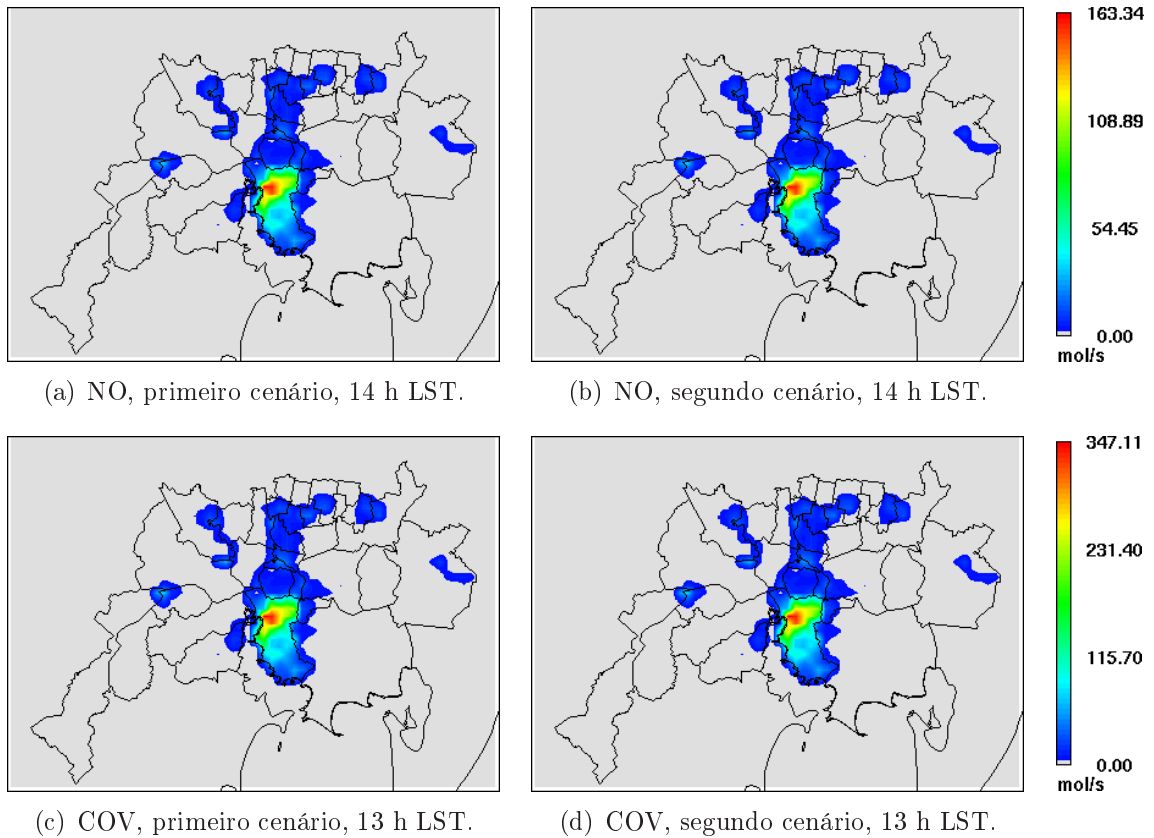 163.34
108.89
54.45
0.00
mol/s
(a) NO, primeiro cenário, 14 h LST.
(b) NO, segundo cenário, 14 h LST.
347.11
231.40
115.70
0.00
mol/s
(c) COV, primeiro cenário, 13 h LST.
(d) COV, segundo cenário, 13 h LST.